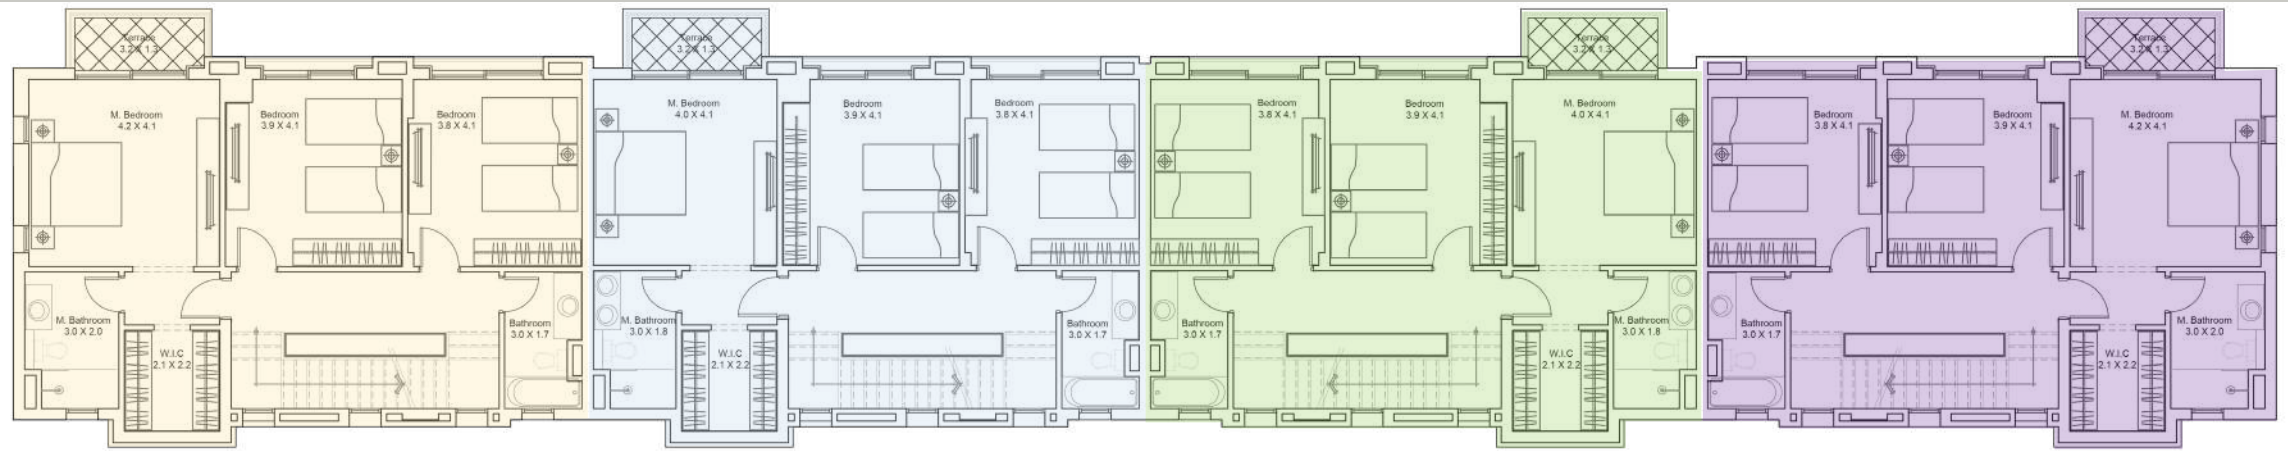 Terrace
3.2 X 1.3
M. Bedroom
4.2 X 4.1
Bedroom
3.9 X 4.1
Bedroom
3.8 X 4.1
M. Bathroom
3.0 X 2.0
W.I.C
2.1 X 2.2
Bathroom
3.0 X 1.7
Terrace
3.2 X 1.3
M. Bedroom
4.0 X 4.1
Bedroom
3.9 X 4.1
Bedroom
3.8 X 4.1
M. Bathroom
3.0 X 1.8
W.I.C
2.1 X 2.2
Bathroom
3.0 X 1.7
Terrace
3.2 X 1.3
Bedroom
3.8 X 4.1
Bedroom
3.9 X 4.1
M. Bedroom
4.0 X 4.1
Bathroom
3.0 X 1.7
W.I.C
2.1 X 2.2
M. Bathroom
3.0 X 1.8
Terrace
3.2 X 1.3
Bedroom
3.8 X 4.1
Bedroom
3.9 X 4.1
M. Bedroom
4.2 X 4.1
Bathroom
3.0 X 1.7
W.I.C
2.1 X 2.2
M. Bathroom
3.0 X 2.0